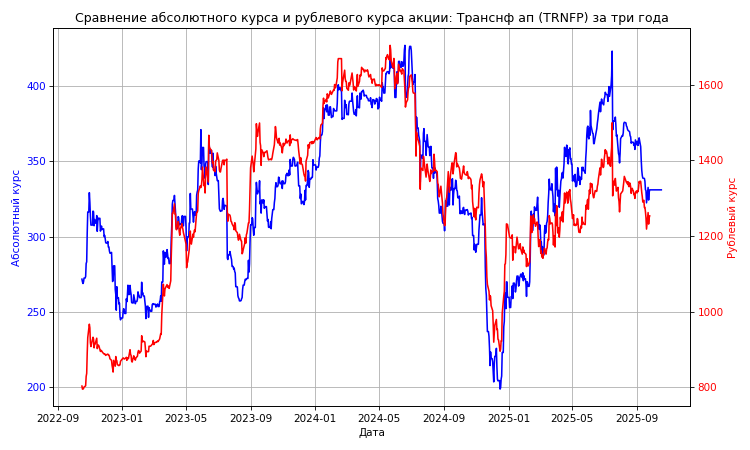 Сравнение абсолютного курса и рублевого курса акции: Транснф ап (TRNFP) за три года
Абсолютный курс
400
350
300
250
200
1600
1400
1200
1000
800
Рублевый курс
2022-09 2023-01 2023-05 2023-09 2024-01 2024-05 2024-09 2025-01 2025-05 2025-09
Дата